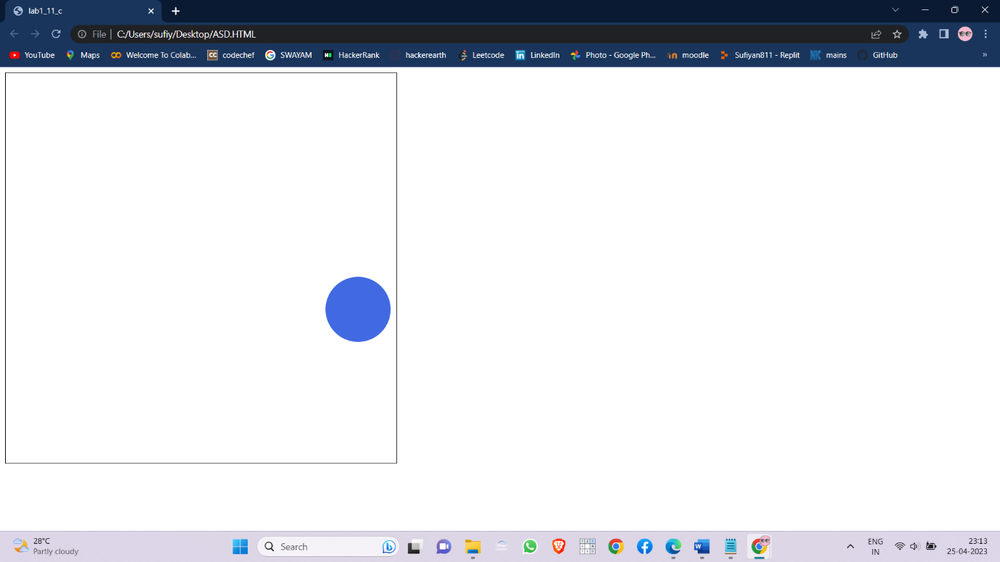 lab1_11_c
File | C:/Users/sufiy/Desktop/ASD.HTML
YouTube Maps Welcome To Colab... codechef SWAYAM HackerRank hackerearth Leetcode LinkedIn Photo - Google Ph... moodle Sufiyan811 - Replit mains GitHub »
28°C
Partly cloudy
Search
ENG
IN
23:13
25-04-2023